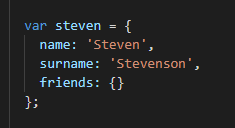 var steven = {
  name: 'Steven',
  surname: 'Stevenson',
  friends: {}
};